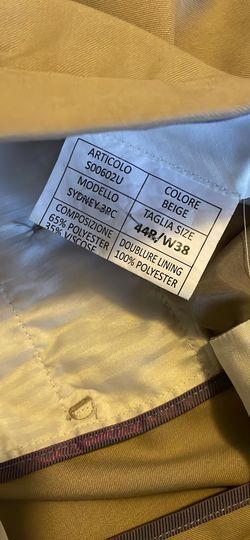 ARTICOLO
S00602U
COLORE
BEIGE
MODELLO
SYDNEY.3PC
TAGLIA SIZE
44R/W38
COMPOSIZIONE
65% POLYESTER
35% VISCOSE
DOUBLURE LINING
100% POLYESTER